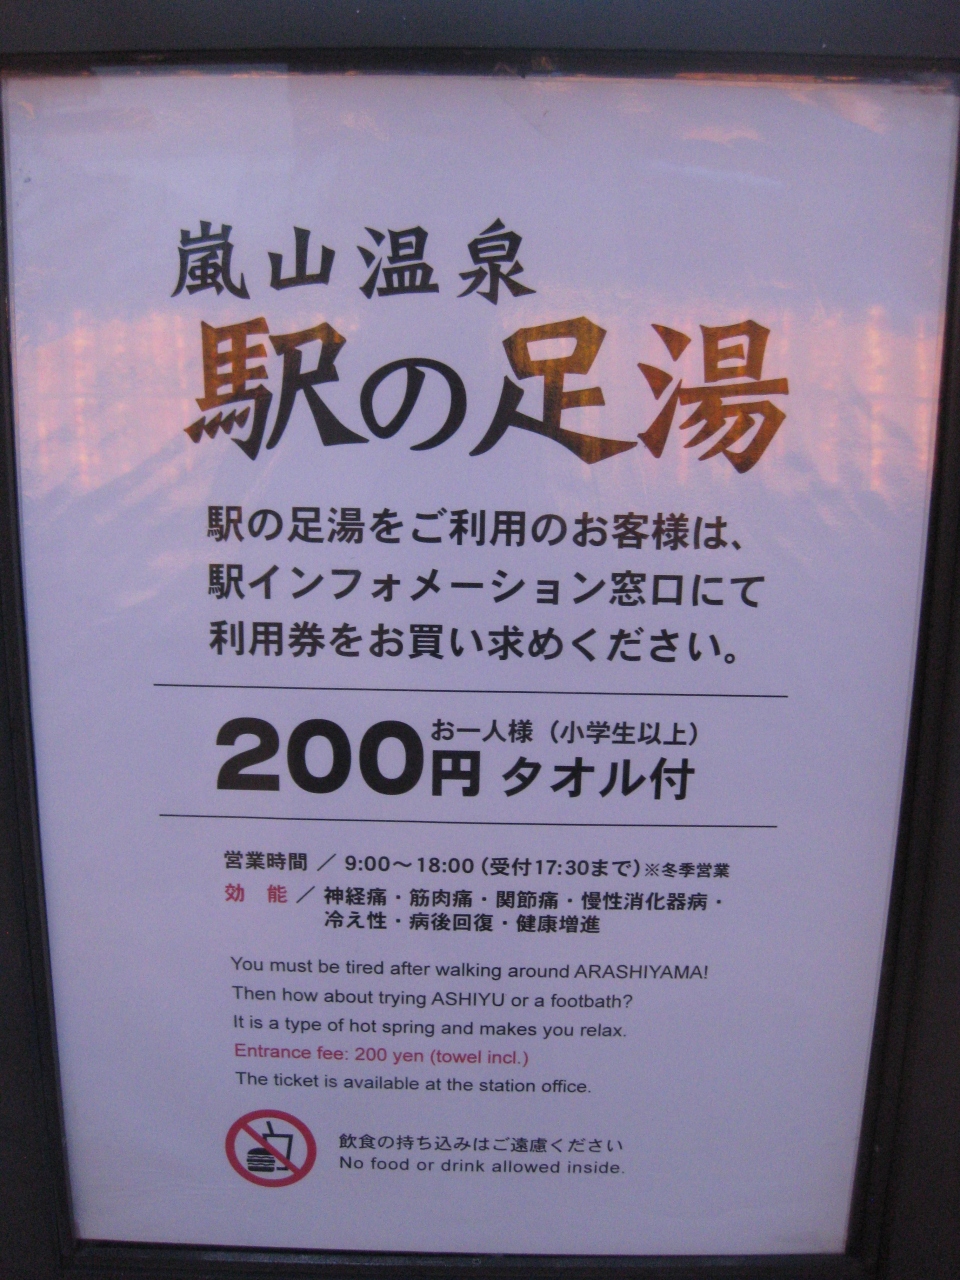 嵐山温泉
駅の足湯
駅の足湯をご利用のお客様は、
駅インフォメーション窓口にて
利用券をお買い求めください。
200円 お一人様（小学生以上）
タオル付
営業時間 ／ 9:00～18:00（受付17:30まで）※冬季営業
効 能 ／ 神経痛・筋肉痛・関節痛・慢性消化器病・
冷え性・病後回復・健康増進
You must be tired after walking around ARASHIYAMA!
Then how about trying ASHIYU or a footbath?
It is a type of hot spring and makes you relax.
Entrance fee: 200 yen (towel incl.)
The ticket is available at the station office.
飲食の持ち込みはご遠慮ください
No food or drink allowed inside.